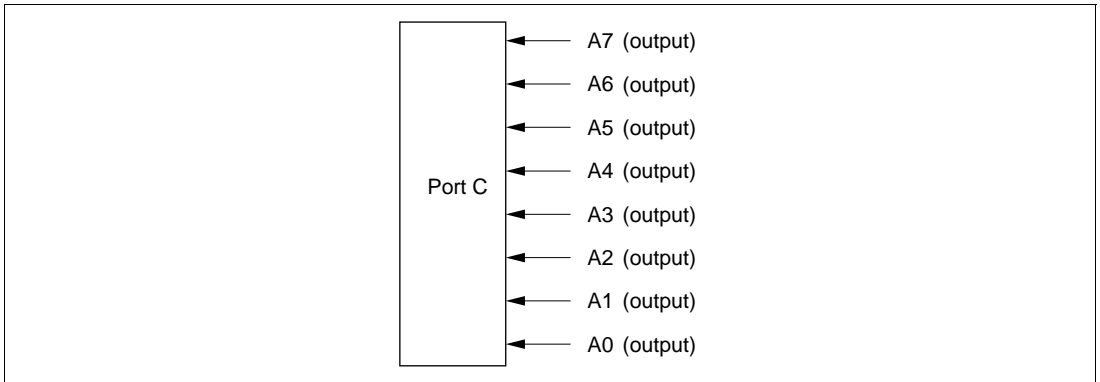 A7 (output)
A6 (output)
A5 (output)
A4 (output)
Port C
A3 (output)
A2 (output)
A1 (output)
A0 (output)